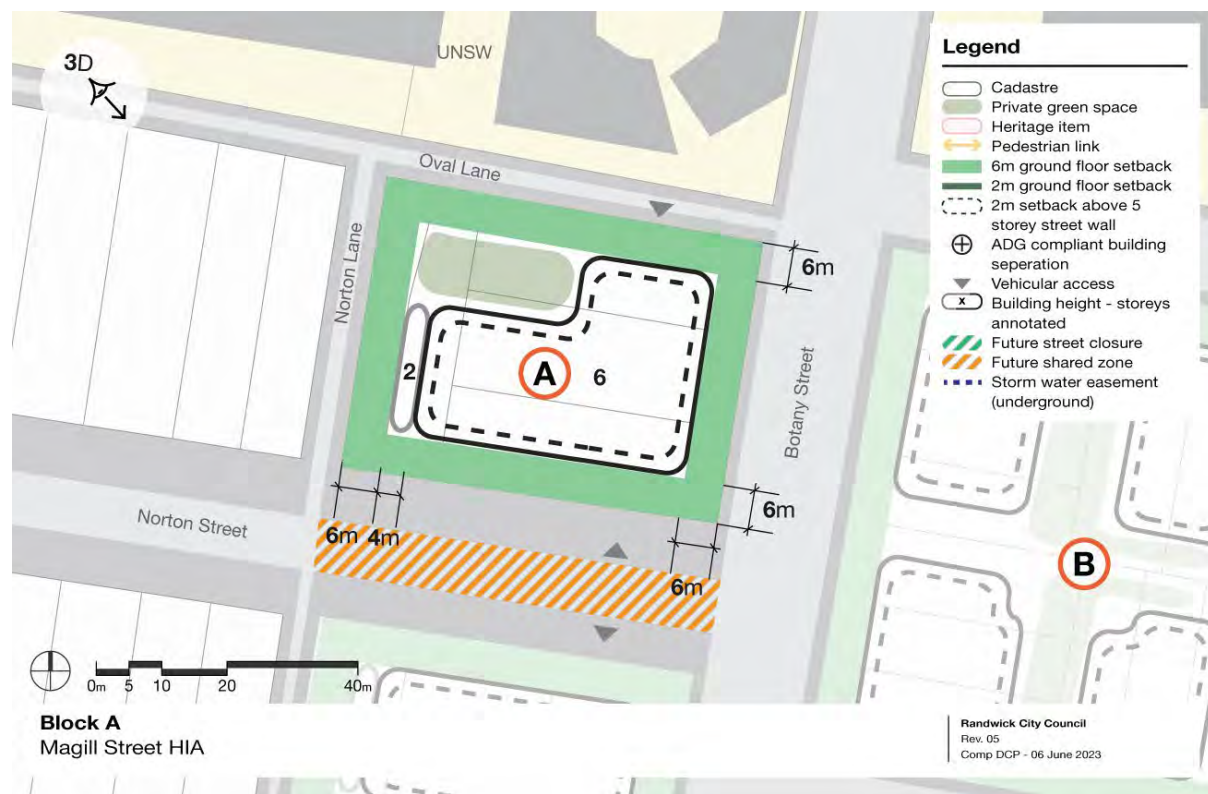 3D
UNSW
Oval Lane
Norton Lane
6m
2
A
6
Botany Street
6m
Norton Street
6m 4m
6m
B
0m 5 10 20 40m
Legend
Cadastre
Private green space
Heritage item
Pedestrian link
6m ground floor setback
2m ground floor setback
2m setback above 5
storey street wall
ADG compliant building
seperation
Vehicular access
x
Building height - storeys
annotated
Future street closure
Future shared zone
Storm water easement
(underground)
Block A
Magill Street HIA
Randwick City Council
Rev. 05
Comp DCP - 06 June 2023